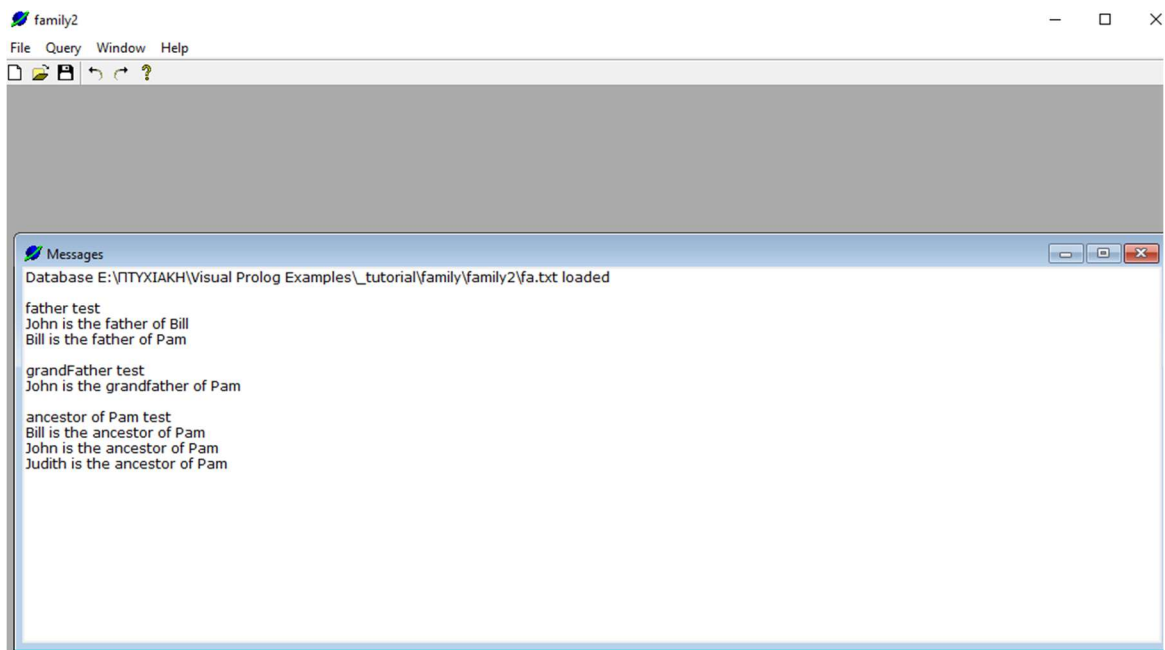 family2
File Query Window Help
Messages
Database E:\ΠΤΥΧΙΑΚΗ\Visual Prolog Examples\_tutorial\family\family2\fa.txt loaded
father test
John is the father of Bill
Bill is the father of Pam
grandFather test
John is the grandfather of Pam
ancestor of Pam test
Bill is the ancestor of Pam
John is the ancestor of Pam
Judith is the ancestor of Pam